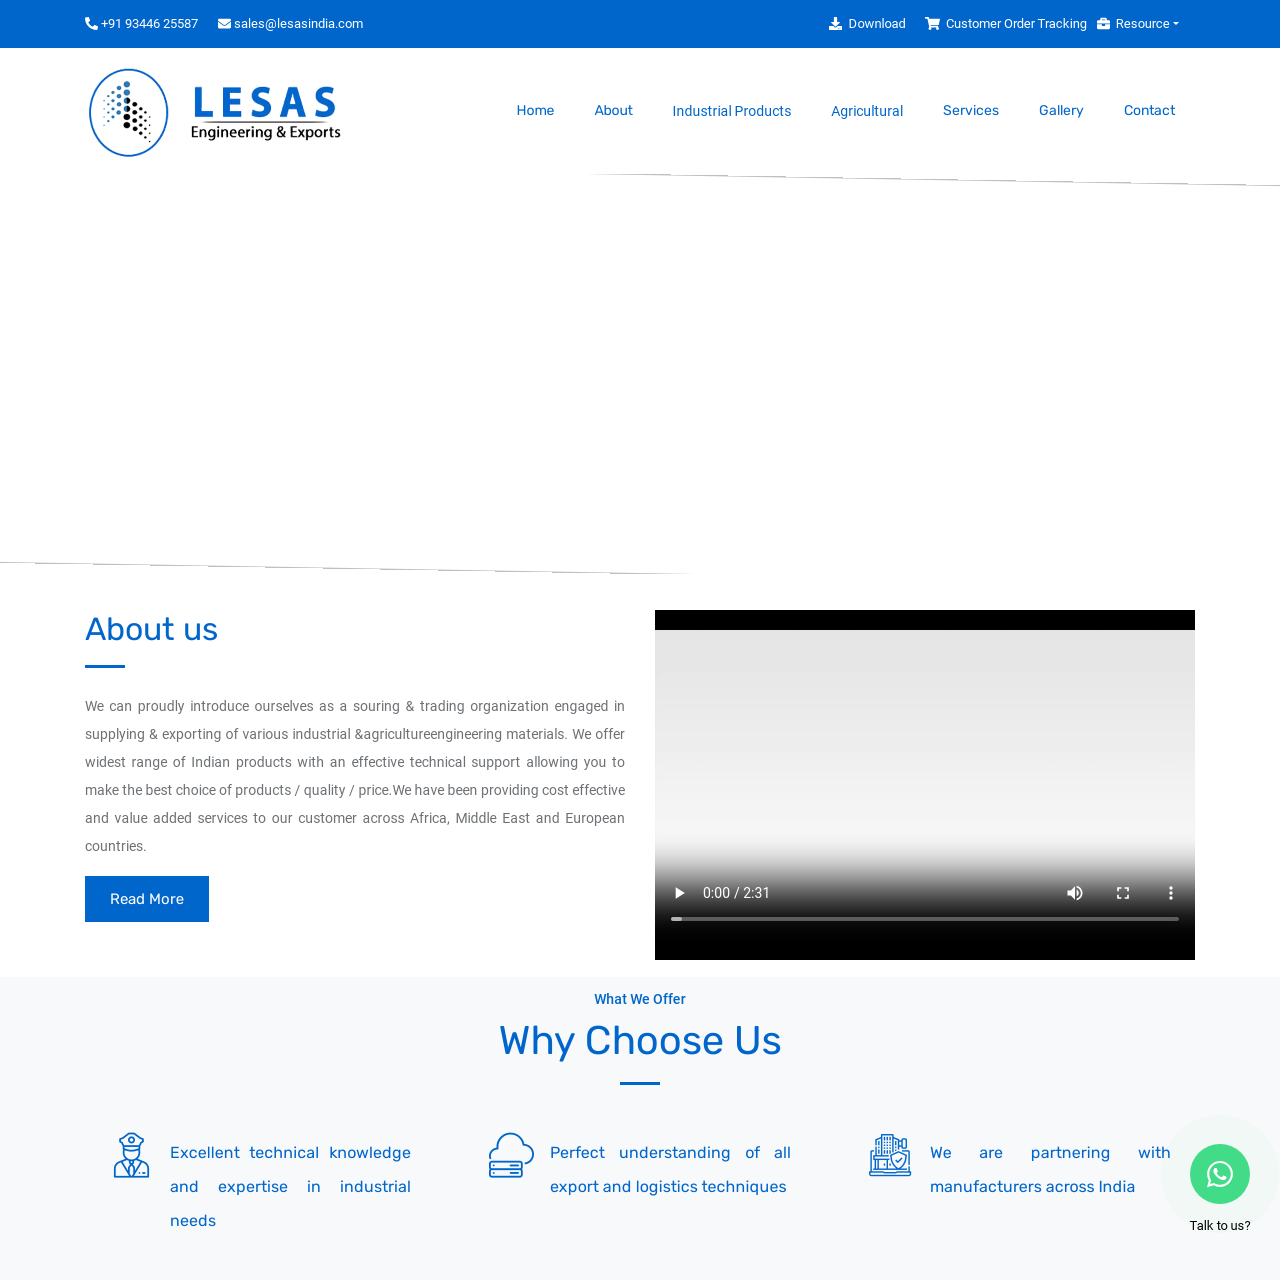 +91 93446 25587 sales@lesasindia.com Download Customer Order Tracking Resource
LESAS
Engineering & Exports
Home About Industrial Products Agricultural Services Gallery Contact
About us
We can proudly introduce ourselves as a souring & trading organization engaged in
supplying & exporting of various industrial &agricultureengineering materials. We offer
widest range of Indian products with an effective technical support allowing you to
make the best choice of products / quality / price.We have been providing cost effective
and value added services to our customer across Africa, Middle East and European
countries.
Read More
0:00 / 2:31
What We Offer
Why Choose Us
Excellent technical knowledge
and expertise in industrial
needs
Perfect understanding of all
export and logistics techniques
We are partnering with
manufacturers across India
Talk to us?